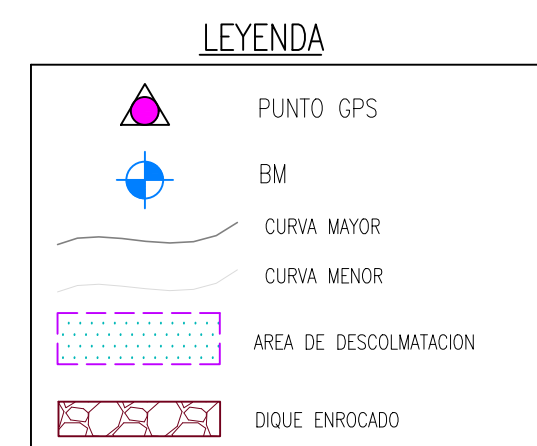 LEYENDA
PUNTO GPS
BM
CURVA MAYOR
CURVA MENOR
AREA DE DESCOLMATACION
DIQUE ENROCADO